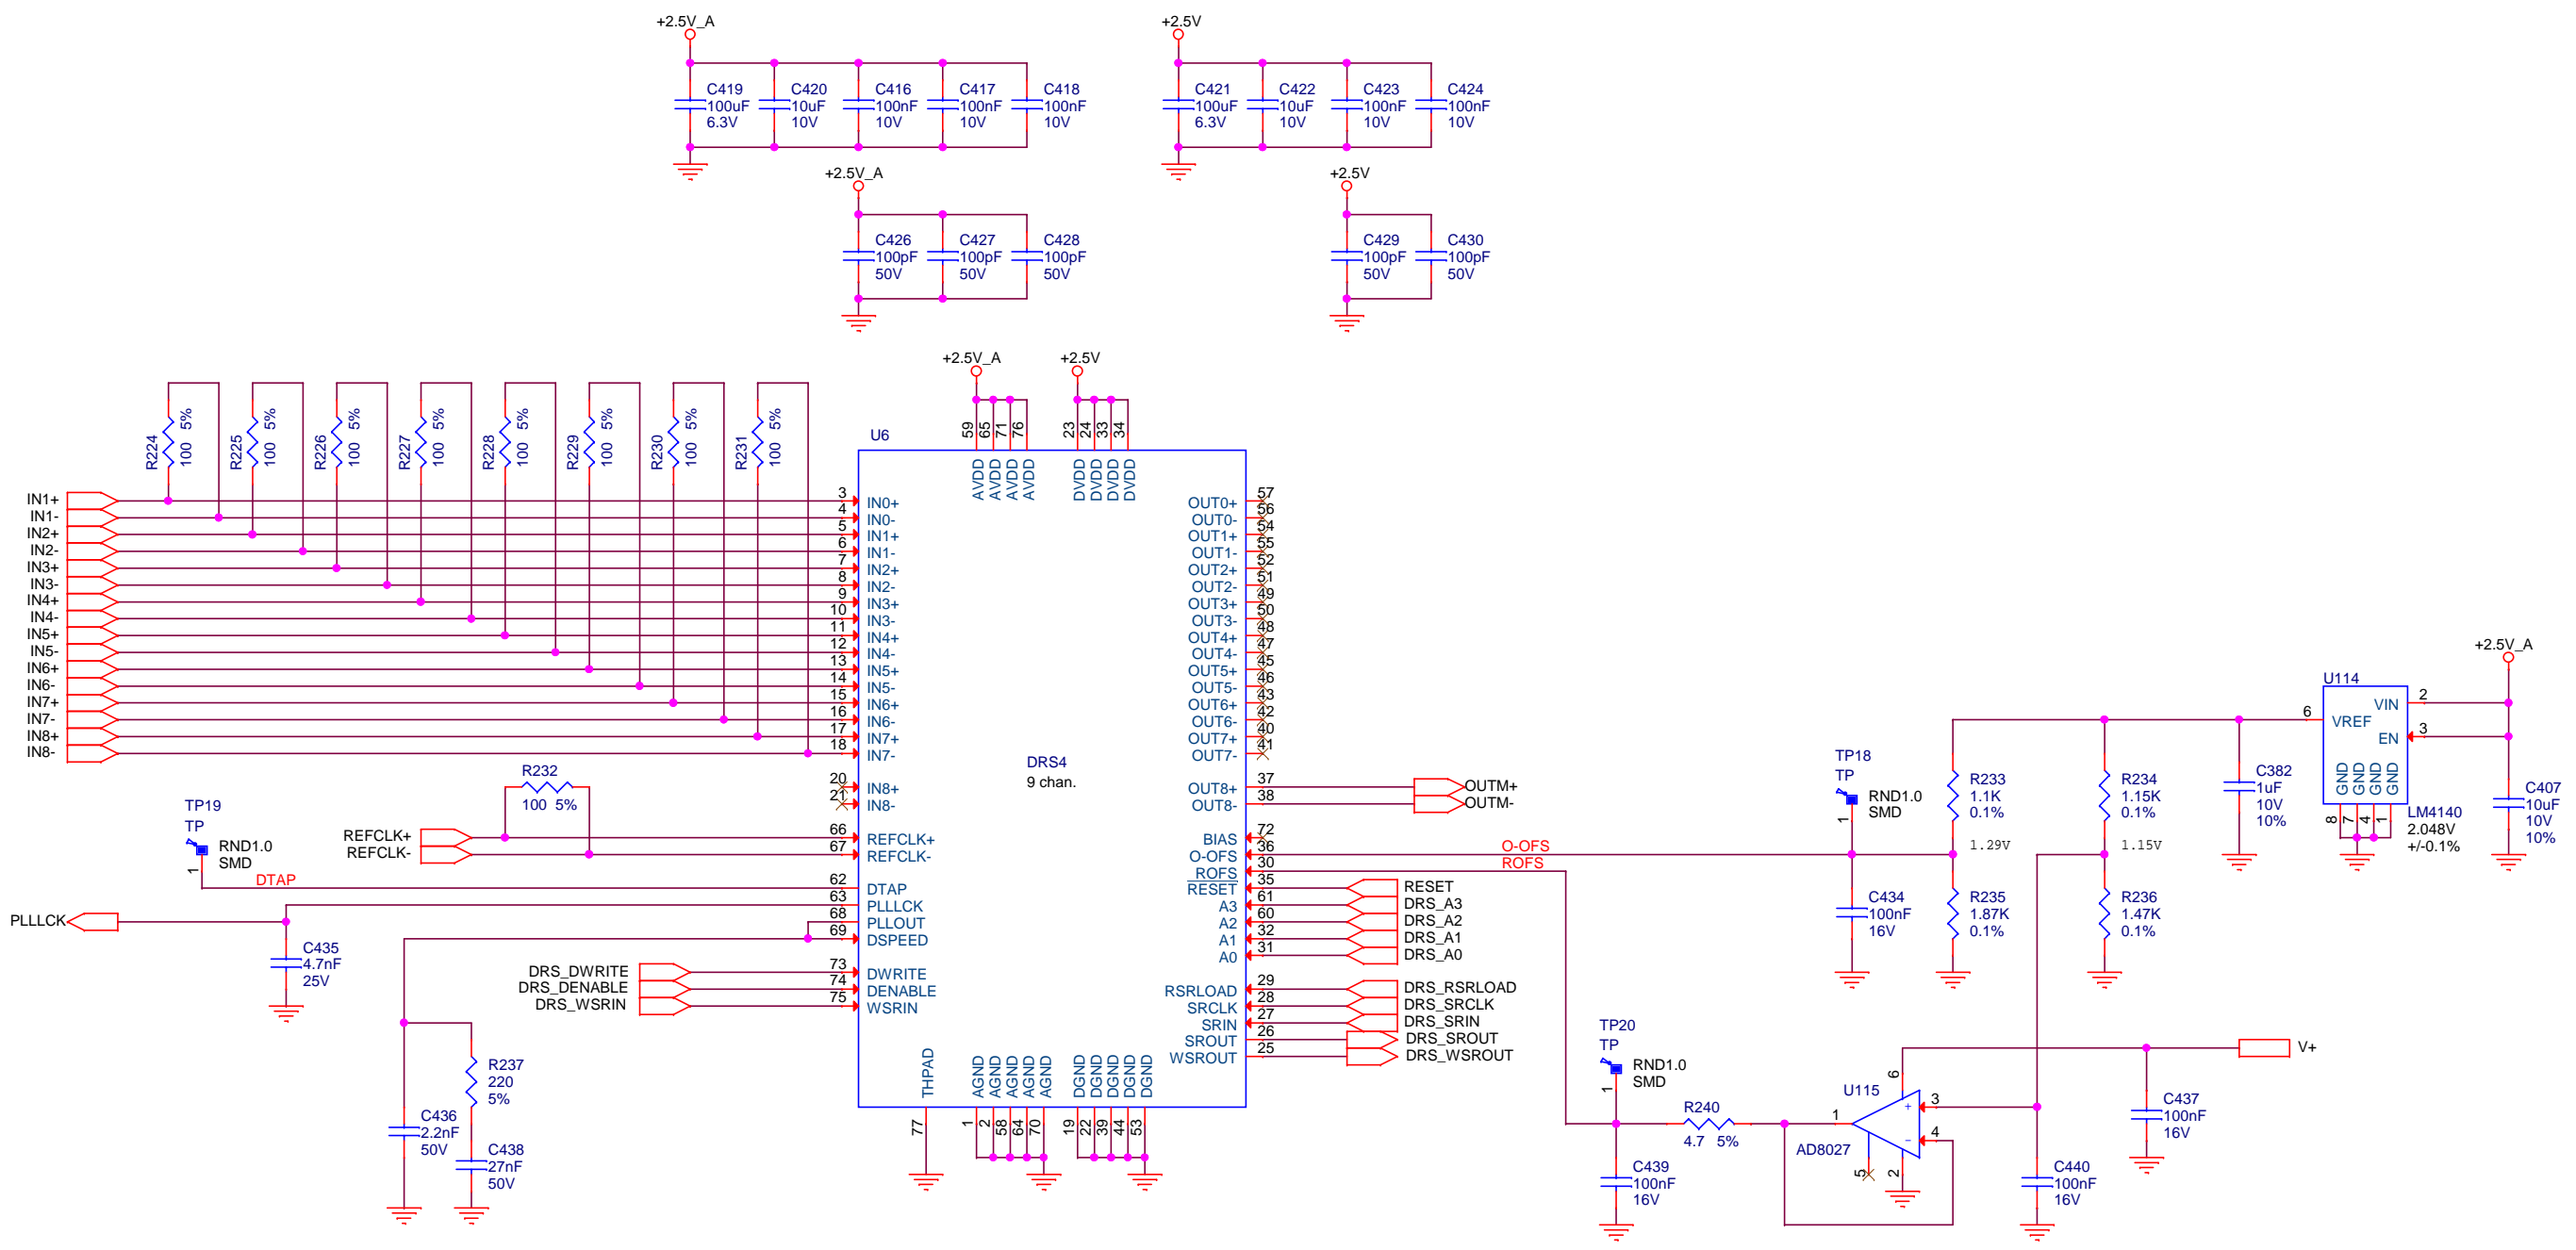 +2.5V_A
C419
100uF
6.3V
C420
10uF
10V
C416
100nF
10V
C417
100nF
10V
C418
100nF
10V
+2.5V
C421
100uF
6.3V
C422
10uF
10V
C423
100nF
10V
C424
100nF
10V
+2.5V_A
C426
100pF
50V
C427
100pF
50V
C428
100pF
50V
+2.5V
C429
100pF
50V
C430
100pF
50V
R224
100 5%
R225
100 5%
R226
100 5%
R227
100 5%
R228
100 5%
R229
100 5%
R230
100 5%
R231
100 5%
IN1+
IN1-
IN2+
IN2-
IN3+
IN3-
IN4+
IN4-
IN5+
IN5-
IN6+
IN6-
IN7+
IN7-
IN8+
IN8-
U6
+2.5V_A
+2.5V
59 65 71 76
AVDD AVDD AVDD AVDD
23 24 33 34
DVDD DVDD DVDD DVDD
3 IN0+
4 IN0-
5 IN1+
6 IN1-
7 IN2+
8 IN2-
9 IN3+
10 IN3-
11 IN4+
12 IN4-
13 IN5+
14 IN5-
15 IN6+
16 IN6-
17 IN7+
18 IN7-
20 IN8+
21 IN8-
66 REFCLK+
67 REFCLK-
62 DTAP
63 PLLLCK
68 PLLOUT
69 DSPEED
73 DWRITE
74 DENABLE
75 WSRIN
DRS4
9 chan.
OUT0+ 57
OUT0- 56
OUT1+ 54
OUT1- 55
OUT2+ 52
OUT2- 51
OUT3+ 49
OUT3- 50
OUT4+ 48
OUT4- 47
OUT5+ 45
OUT5- 46
OUT6+ 43
OUT6- 42
OUT7+ 40
OUT7- 41
OUT8+ 37
OUT8- 38
BIAS 72
O-OFS 36
ROFS 30
RESET 35
A3 61
A2 60
A1 32
A0 31
RSRLOAD 29
SRCLK 28
SRIN 27
SROUT 26
WSROUT 25
THPAD
77
AGND AGND AGND AGND AGND
1 2 58 64 70
DGND DGND DGND DGND DGND
19 22 39 44 53
R232
100 5%
REFCLK+
REFCLK-
TP19
TP
RND1.0
SMD
1
DTAP
PLLLCK
C435
4.7nF
25V
DRS_DWRITE
DRS_DENABLE
DRS_WSRIN
R237
220
5%
C436
2.2nF
50V
C438
27nF
50V
OUTM+
OUTM-
O-OFS
ROFS
RESET
DRS_A3
DRS_A2
DRS_A1
DRS_A0
DRS_RSRLOAD
DRS_SRCLK
DRS_SRIN
DRS_SROUT
DRS_WSROUT
TP18
TP
RND1.0
SMD
1
C434
100nF
16V
R233
1.1K
0.1%
1.29V
R235
1.87K
0.1%
R234
1.15K
0.1%
1.15V
R236
1.47K
0.1%
C382
1uF
10V
10%
U114
6 VREF
VIN 2
EN 3
GND GND GND GND
8 7 4 1
LM4140
2.048V
+/-0.1%
+2.5V_A
C407
10uF
10V
10%
TP20
TP
RND1.0
SMD
1
R240
4.7 5%
C439
100nF
16V
U115
AD8027
1
6
+ 3
- 4
5
2
V+
C437
100nF
16V
C440
100nF
16V